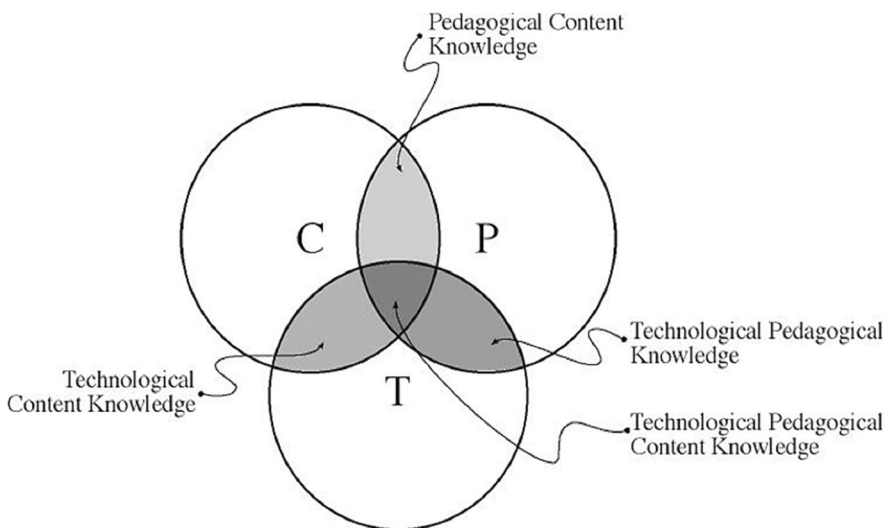 Pedagogical Content
Knowledge
C
P
Technological Pedagogical
Knowledge
Technological
Content Knowledge
T
Technological Pedagogical
Content Knowledge